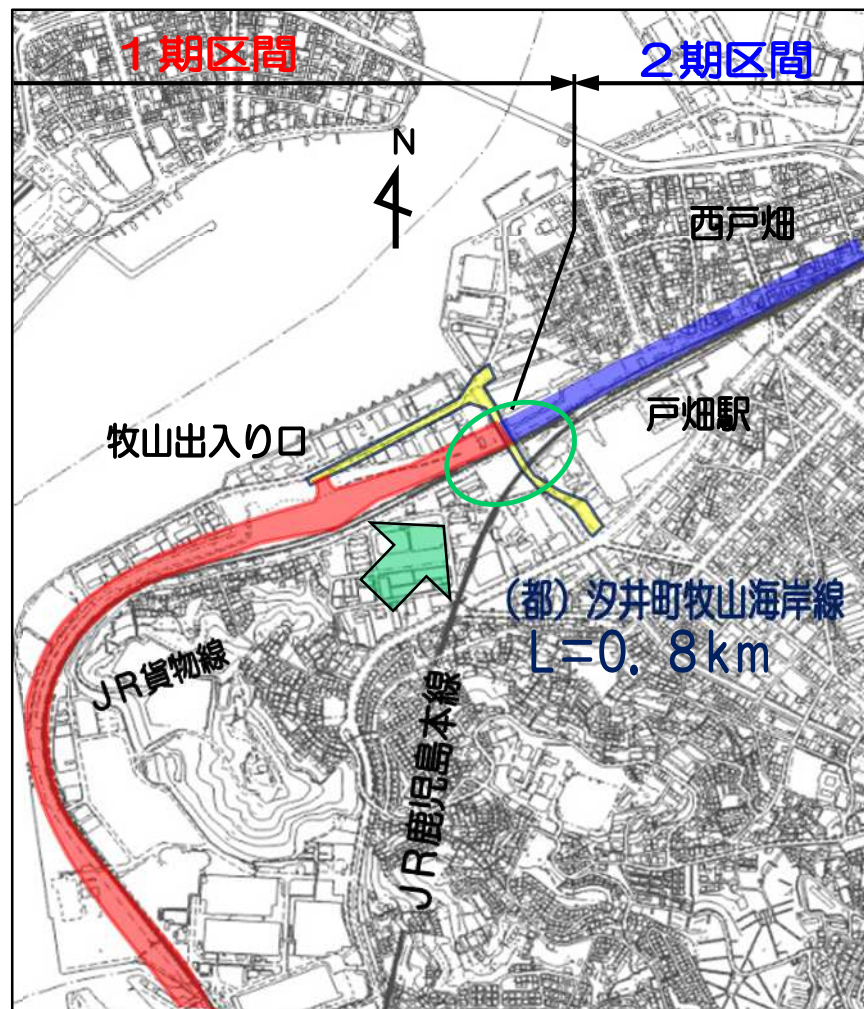 １期区間
２期区間
N
西戸畑
戸畑駅
牧山出入り口
（都）汐井町牧山海岸線
L=0．8km
ＪＲ貨物線
ＪＲ鹿児島本線